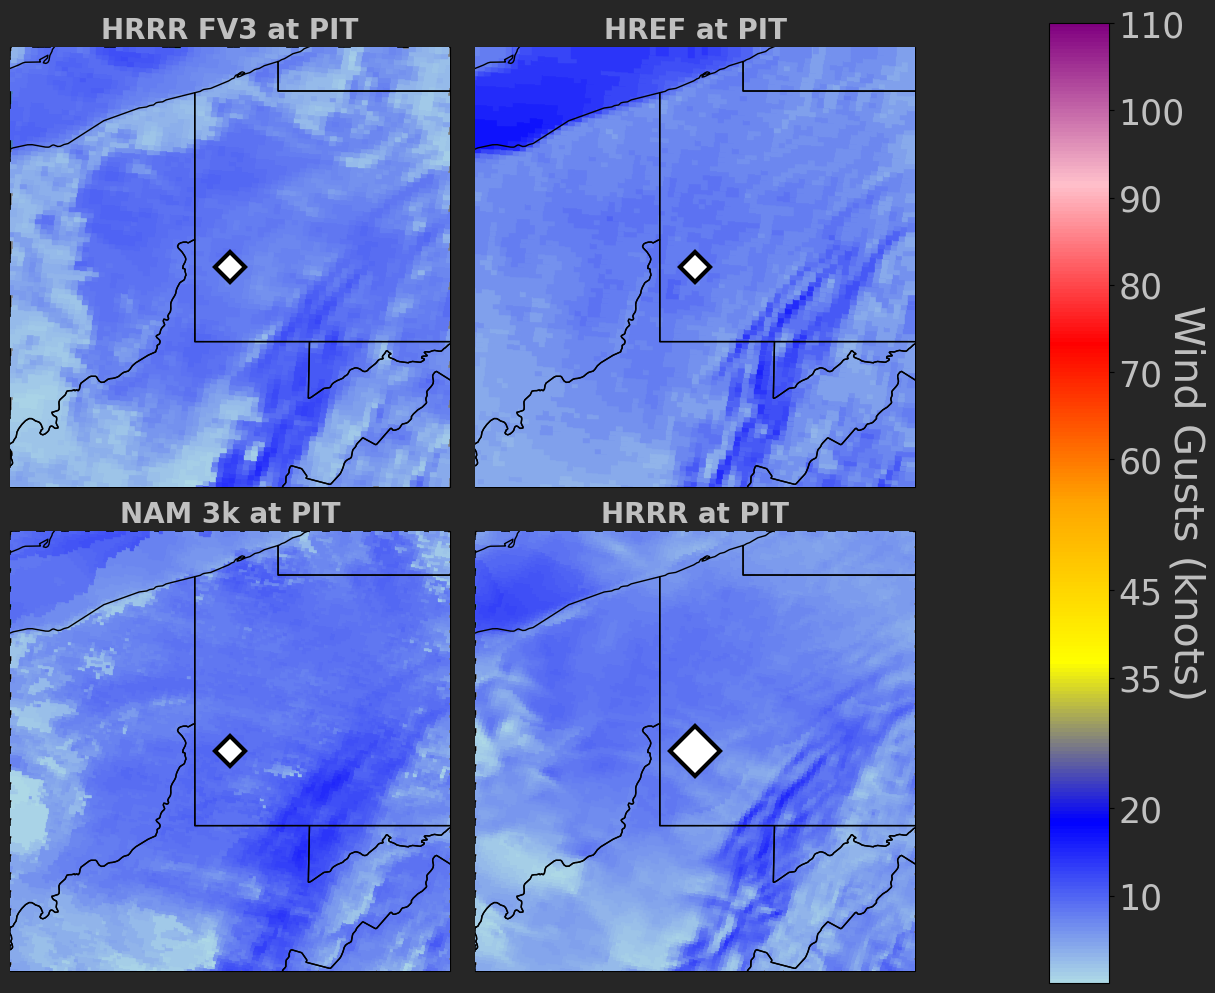 HRRR FV3 at PIT
HREF at PIT
NAM 3k at PIT
HRRR at PIT
110
100
90
80
70
60
45
35
20
10
Wind Gusts (knots)